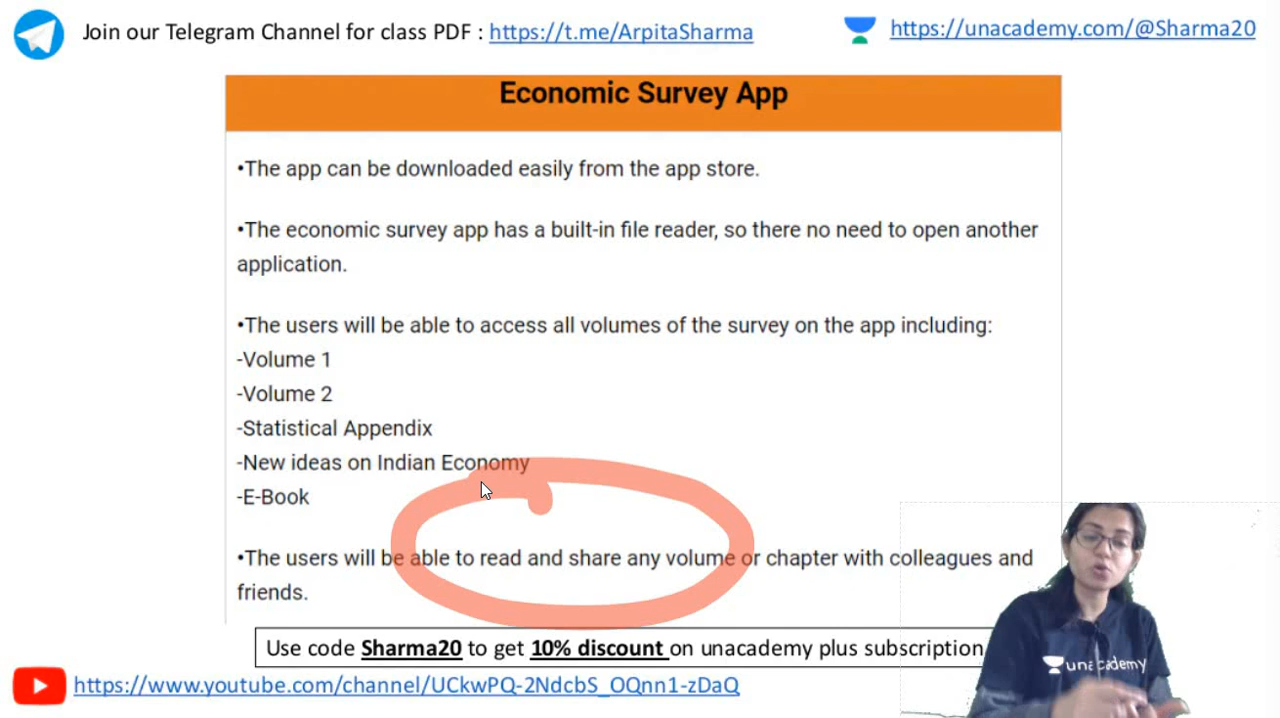 Join our Telegram Channel for class PDF : https://t.me/ArpitaSharma
https://unacademy.com/@Sharma20
Economic Survey App
•The app can be downloaded easily from the app store.
•The economic survey app has a built-in file reader, so there no need to open another
application.
•The users will be able to access all volumes of the survey on the app including:
-Volume 1
-Volume 2
-Statistical Appendix
-New ideas on Indian Economy
-E-Book
•The users will be able to read and share any volume or chapter with colleagues and
friends.
Use code Sharma20 to get 10% discount on unacademy plus subscription
unacademy
https://www.youtube.com/channel/UCkwPQ-2NdcbS_OQnn1-zDaQ